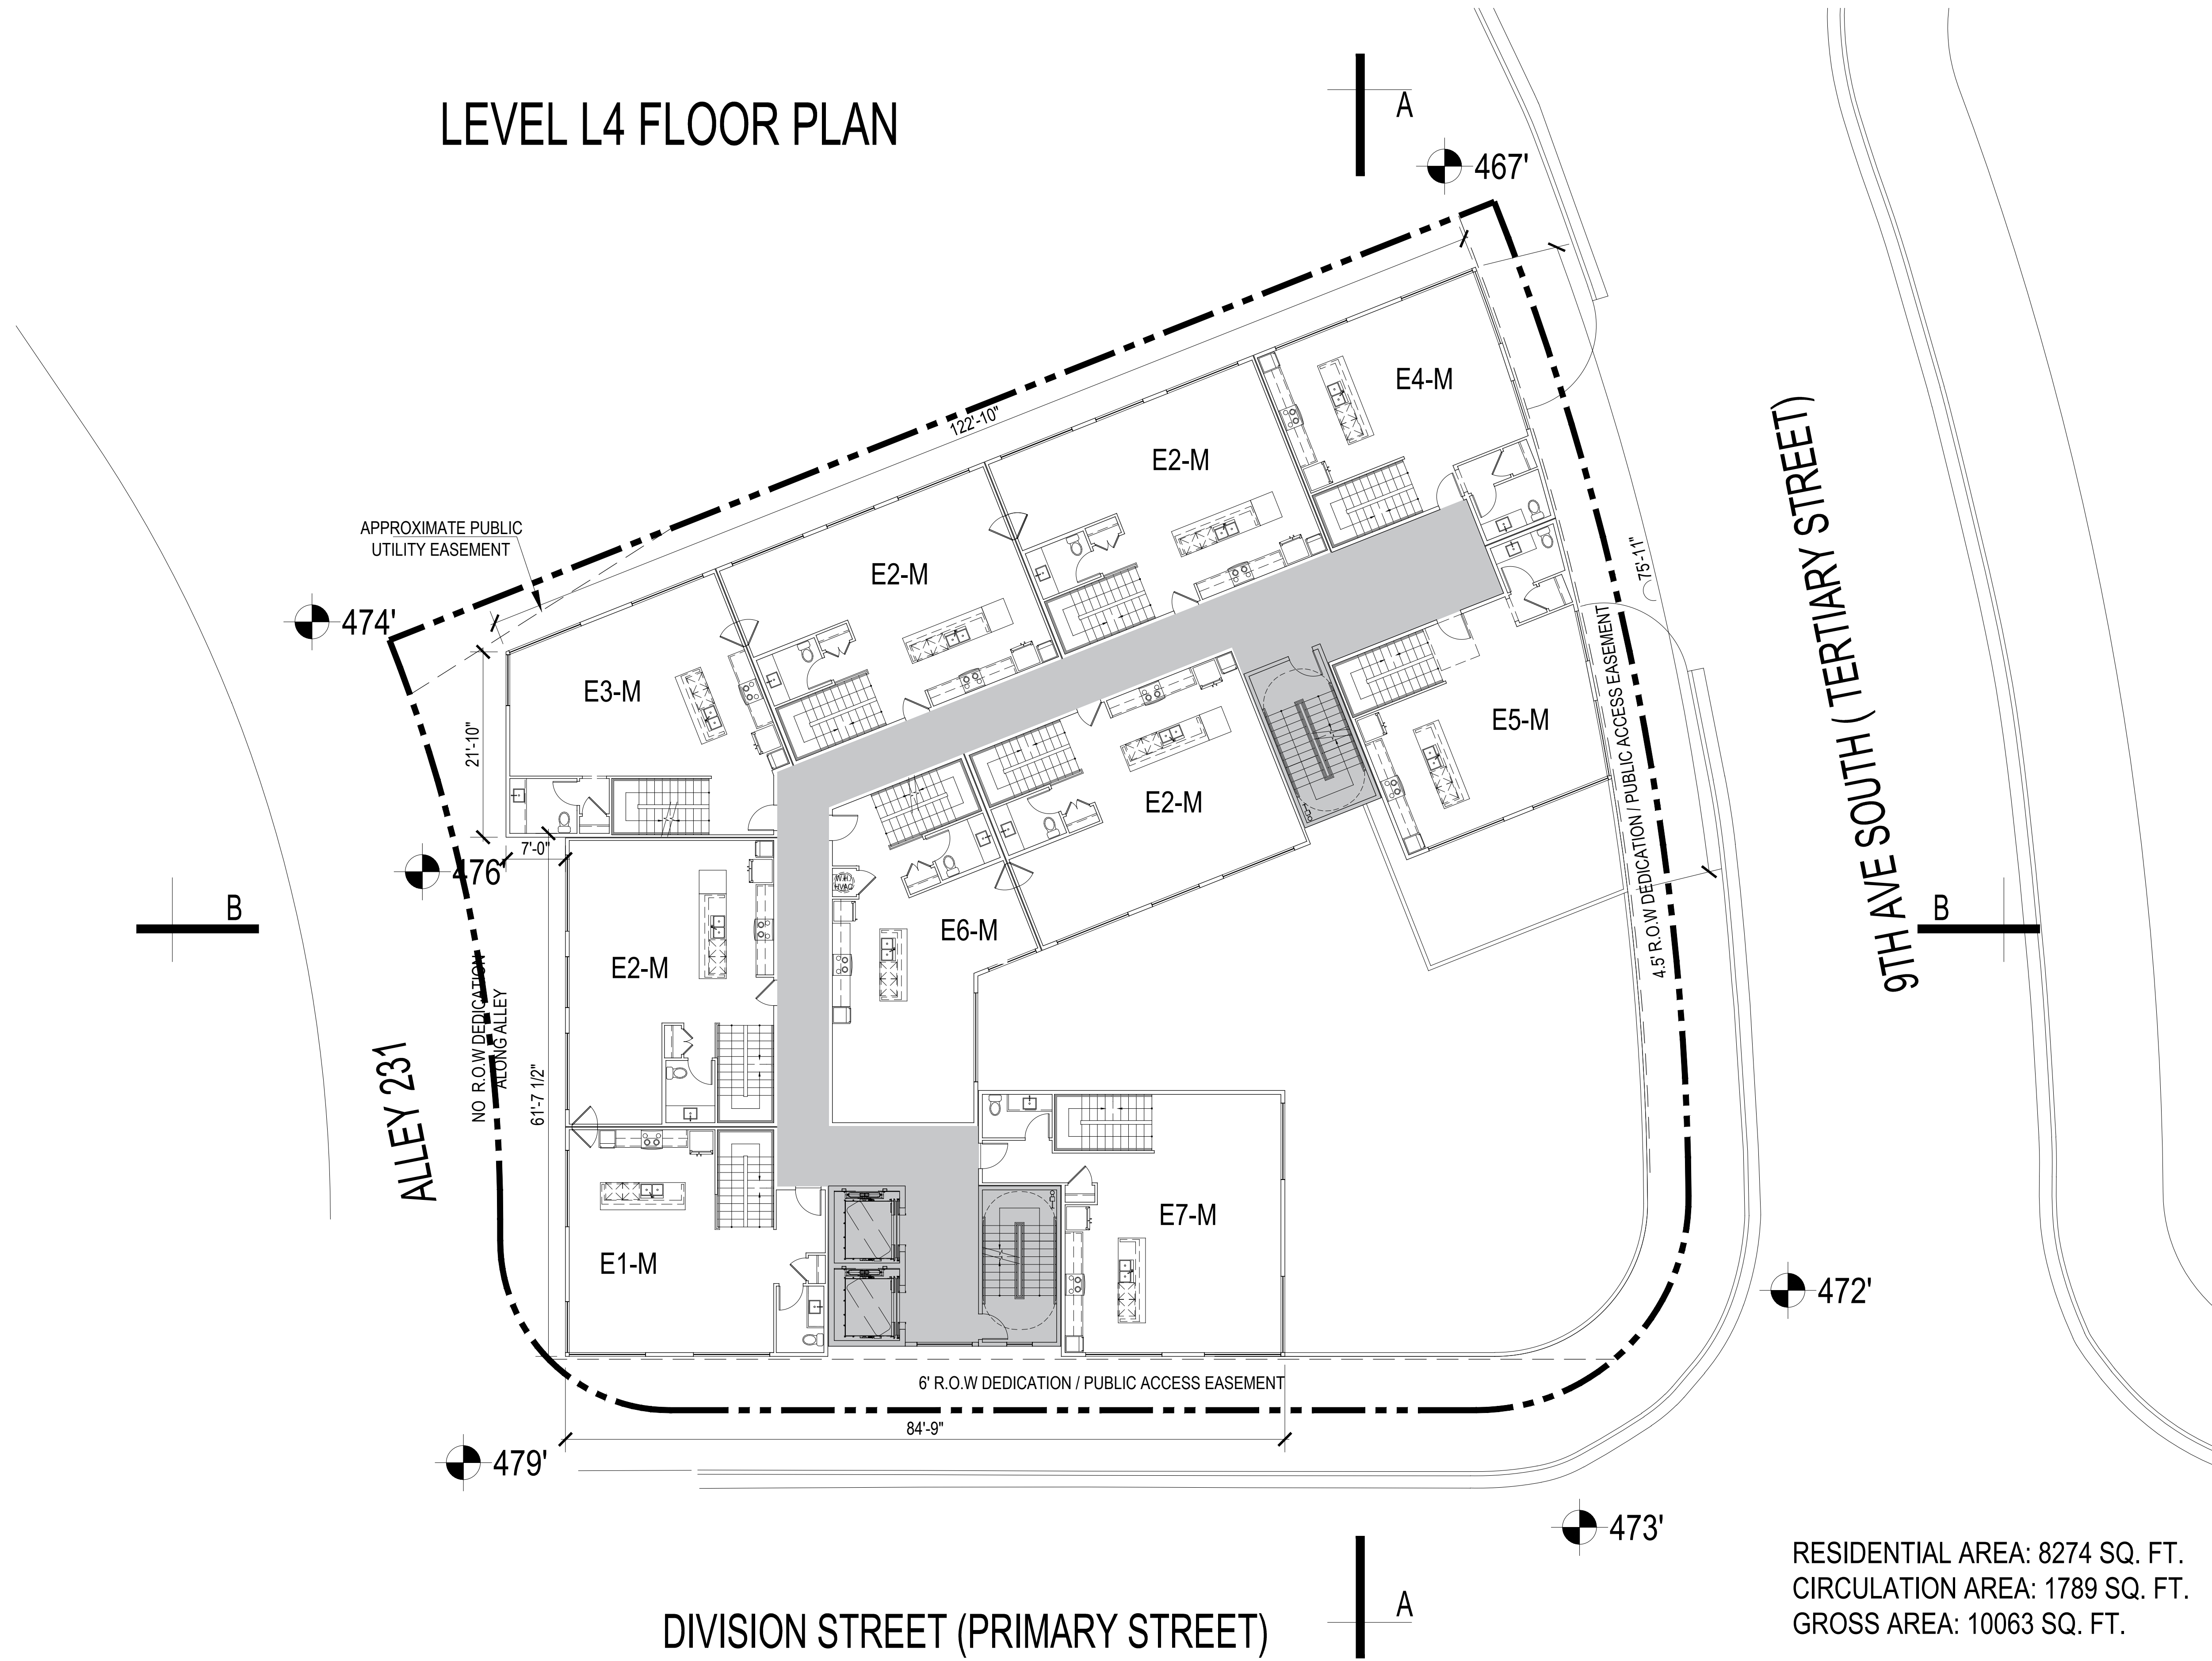 LEVEL L4 FLOOR PLAN
A
467'
E4-M
122'-10"
E2-M
APPROXIMATE PUBLIC
UTILITY EASEMENT
E2-M
75'-11"
474'
E3-M
E5-M
21'-10"
E2-M
4.5' R.O.W DEDICATION / PUBLIC ACCESS EASEMENT
9TH AVE SOUTH ( TERTIARY STREET)
7'-0"
476'
W.H.
HVAC
B
B
E6-M
E2-M
NO R.O.W DEDICATION
ALONG ALLEY
ALLEY 231
61'-7 1/2"
E7-M
E1-M
472'
6' R.O.W DEDICATION / PUBLIC ACCESS EASEMENT
84'-9"
479'
473'
A
DIVISION STREET (PRIMARY STREET)
RESIDENTIAL AREA: 8274 SQ. FT.
CIRCULATION AREA: 1789 SQ. FT.
GROSS AREA: 10063 SQ. FT.